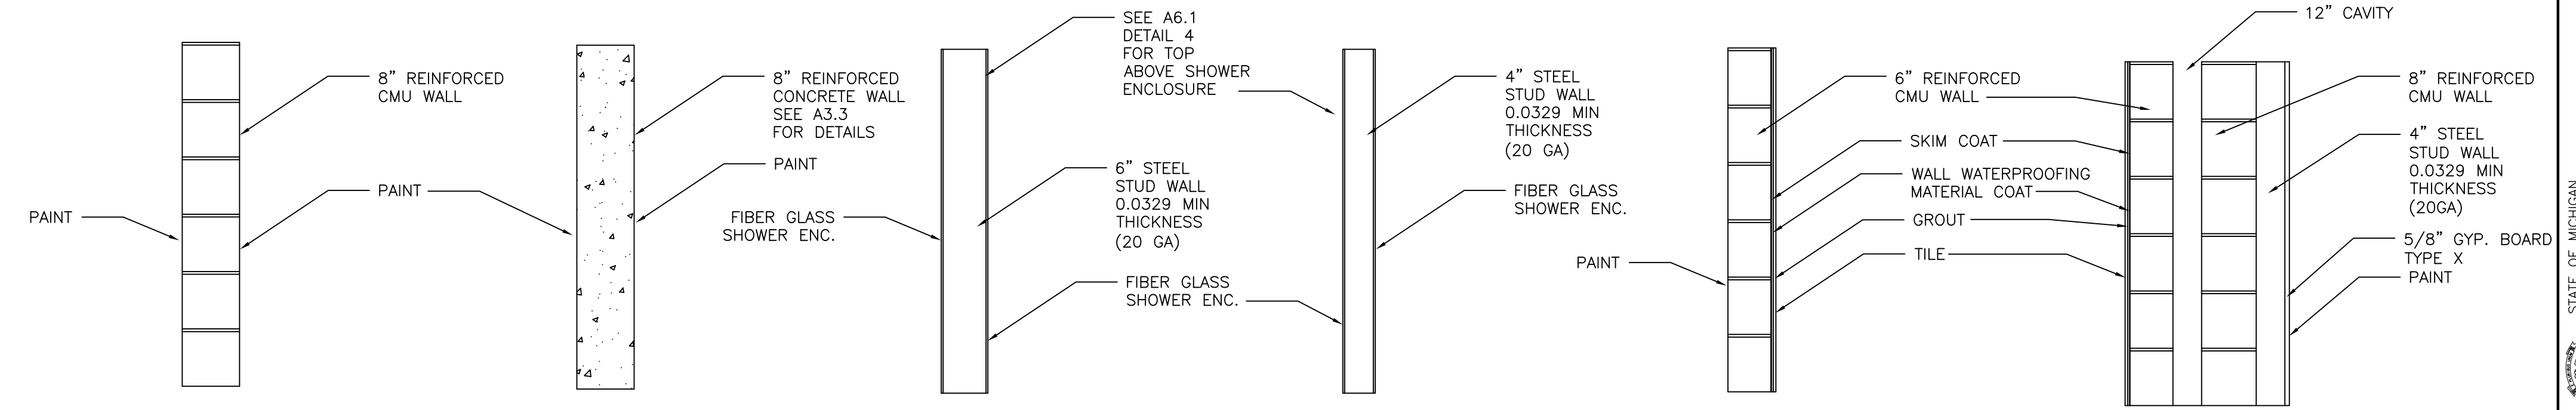 PAINT
8” REINFORCED
CMU WALL
PAINT
8” REINFORCED
CONCRETE WALL
SEE A3.3
FOR DETAILS
PAINT
FIBER GLASS
SHOWER ENC.
SEE A6.1
DETAIL 4
FOR TOP
ABOVE SHOWER
ENCLOSURE
6” STEEL
STUD WALL
0.0329 MIN
THICKNESS
(20 GA)
FIBER GLASS
SHOWER ENC.
4” STEEL
STUD WALL
0.0329 MIN
THICKNESS
(20 GA)
FIBER GLASS
SHOWER ENC.
PAINT
6” REINFORCED
CMU WALL
SKIM COAT
WALL WATERPROOFING
MATERIAL COAT
GROUT
TILE
12” CAVITY
8” REINFORCED
CMU WALL
4” STEEL
STUD WALL
0.0329 MIN
THICKNESS
(20GA)
5/8” GYP. BOARD
TYPE X
PAINT
STATE OF MICHIGAN